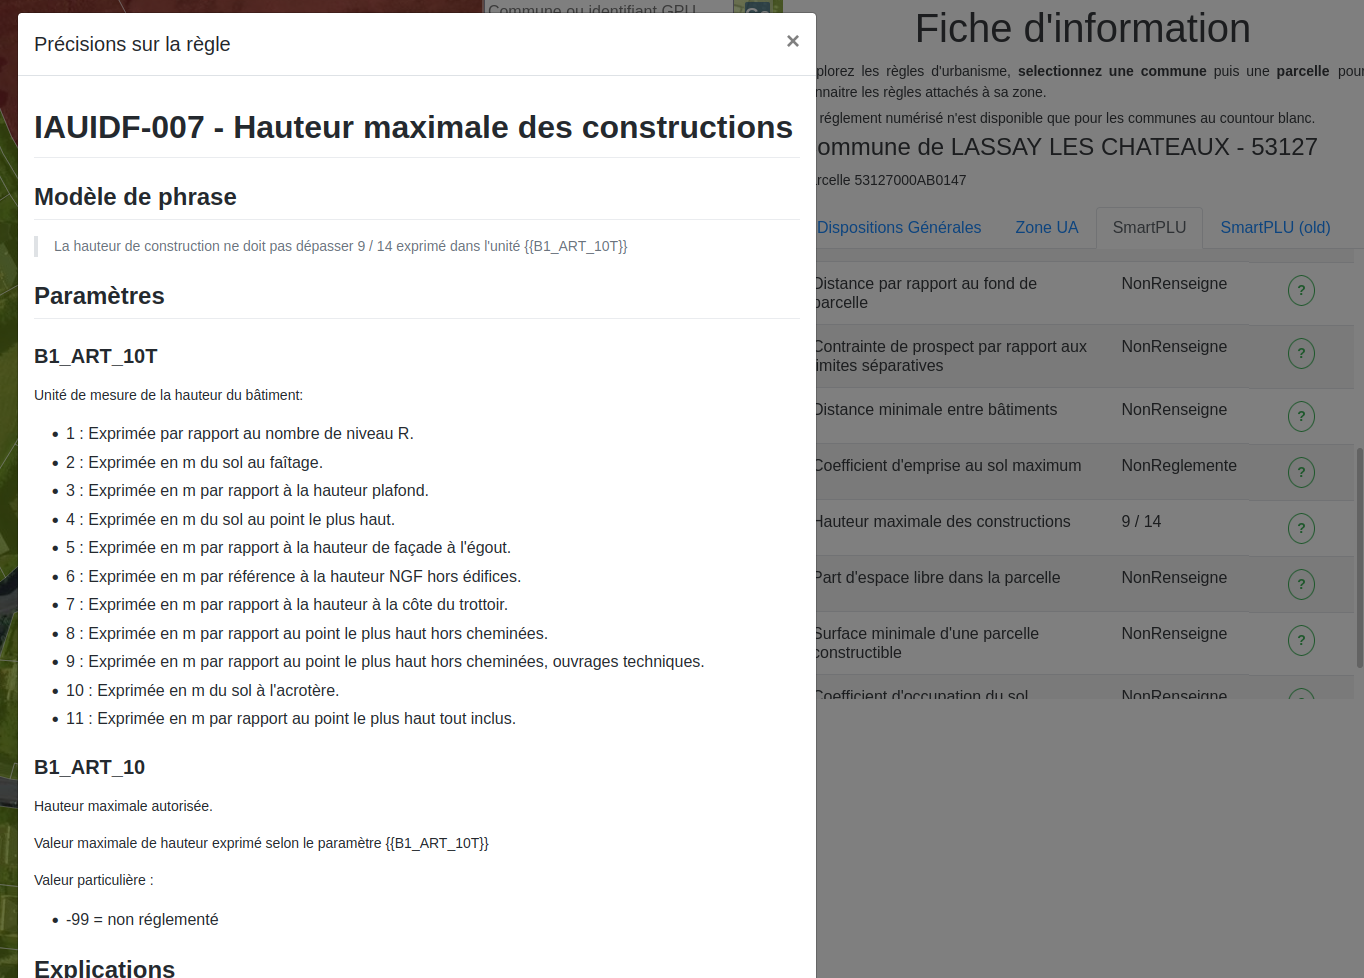 Commune ou identifiant GPU
Précisions sur la règle
×
IAUIDF-007 - Hauteur maximale des constructions
Modèle de phrase
La hauteur de construction ne doit pas dépasser 9 / 14 exprimé dans l'unité {{B1_ART_10T}}
Paramètres
B1_ART_10T
Unité de mesure de la hauteur du bâtiment:
• 1 : Exprimée par rapport au nombre de niveau R.
• 2 : Exprimée en m du sol au faîtage.
• 3 : Exprimée en m par rapport à la hauteur plafond.
• 4 : Exprimée en m du sol au point le plus haut.
• 5 : Exprimée en m par rapport à la hauteur de façade à l'égout.
• 6 : Exprimée en m par référence à la hauteur NGF hors édifices.
• 7 : Exprimée en m par rapport à la hauteur à la côte du trottoir.
• 8 : Exprimée en m par rapport au point le plus haut hors cheminées.
• 9 : Exprimée en m par rapport au point le plus haut hors cheminées, ouvrages techniques.
• 10 : Exprimée en m du sol à l'acrotère.
• 11 : Exprimée en m par rapport au point le plus haut tout inclus.
B1_ART_10
Hauteur maximale autorisée.
Valeur maximale de hauteur exprimé selon le paramètre {{B1_ART_10T}}
Valeur particulière :
• -99 = non réglementé
Explications
Fiche d'information
plorez les règles d'urbanisme, selectionnez une commune puis une parcelle pour
nnaitre les règles attachés à sa zone.
réglement numérisé n'est disponible que pour les communes au countour blanc.
ommune de LASSAY LES CHATEAUX - 53127
rcelle 53127000AB0147
Dispositions Générales Zone UA SmartPLU SmartPLU (old)
Distance par rapport au fond de NonRenseigne ?
parcelle
Contrainte de prospect par rapport aux NonRenseigne ?
limites séparatives
Distance minimale entre bâtiments NonRenseigne ?
Coefficient d'emprise au sol maximum NonReglemente ?
Hauteur maximale des constructions 9 / 14 ?
Part d'espace libre dans la parcelle NonRenseigne ?
Surface minimale d'une parcelle NonRenseigne ?
constructible
Coefficient d'occupation du sol NonRenseigne